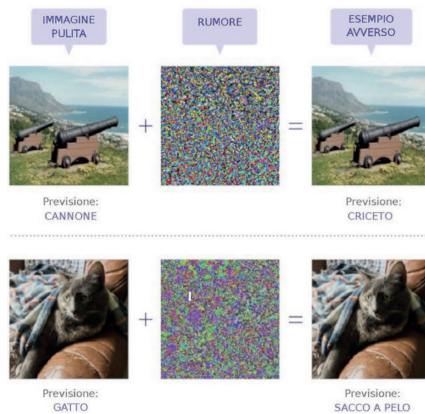 IMMAGINE
PULITA
RUMORE
ESEMPIO
AVVERSO
+
=
Previsione:
CANNONE
Previsione:
CRICETO
+
=
Previsione:
GATTO
Previsione:
SACCO A PELO